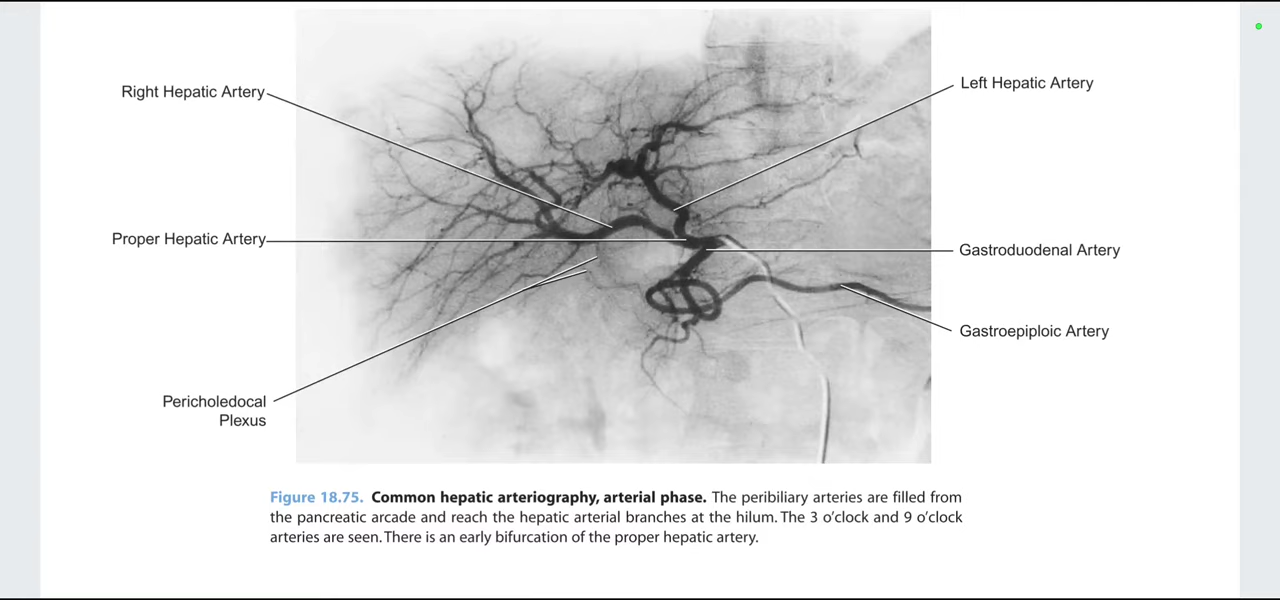 Right Hepatic Artery
Left Hepatic Artery
Proper Hepatic Artery
Gastroduodenal Artery
Gastroepiploic Artery
Pericholedocal
Plexus
Figure 18.75. Common hepatic arteriography, arterial phase. The peribiliary arteries are filled from
the pancreatic arcade and reach the hepatic arterial branches at the hilum. The 3 o’clock and 9 o’clock
arteries are seen. There is an early bifurcation of the proper hepatic artery.